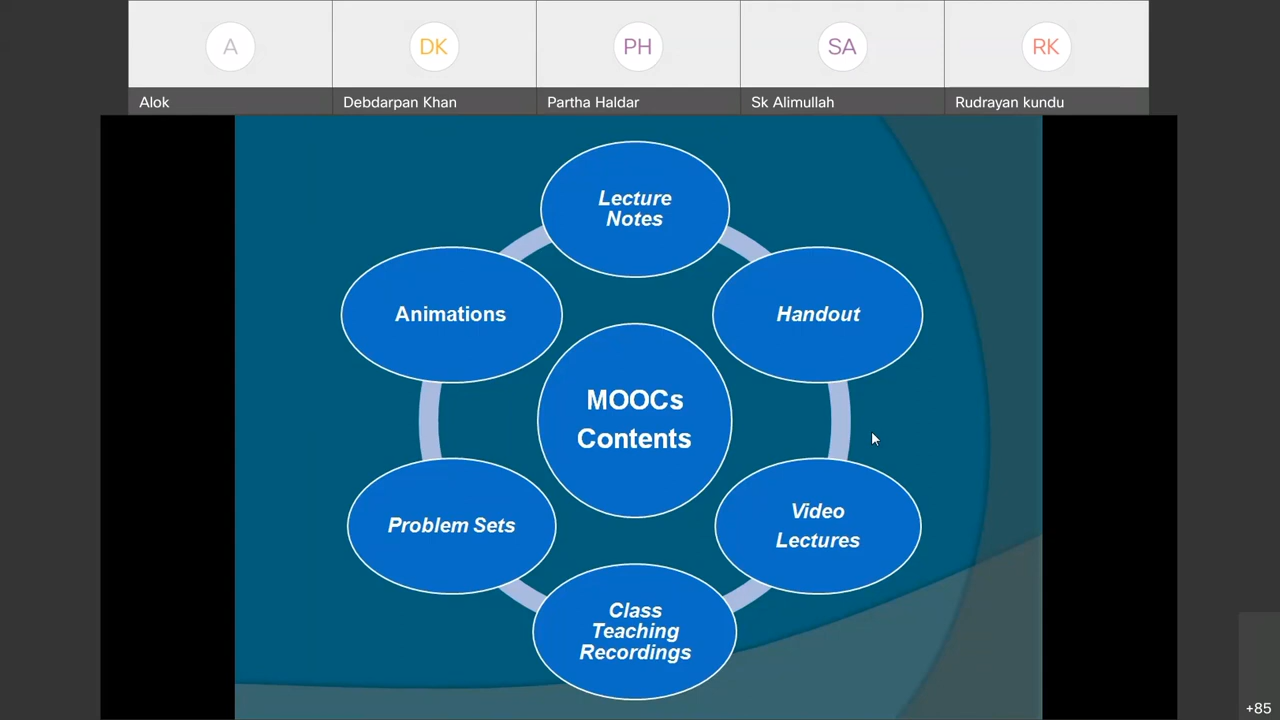 A
DK
PH
SA
RK
Alok
Debdarpan Khan
Partha Haldar
Sk Alimullah
Rudrayan kundu
Lecture
Notes
Animations
Handout
MOOCs
Contents
Problem Sets
Video
Lectures
Class
Teaching
Recordings
+85